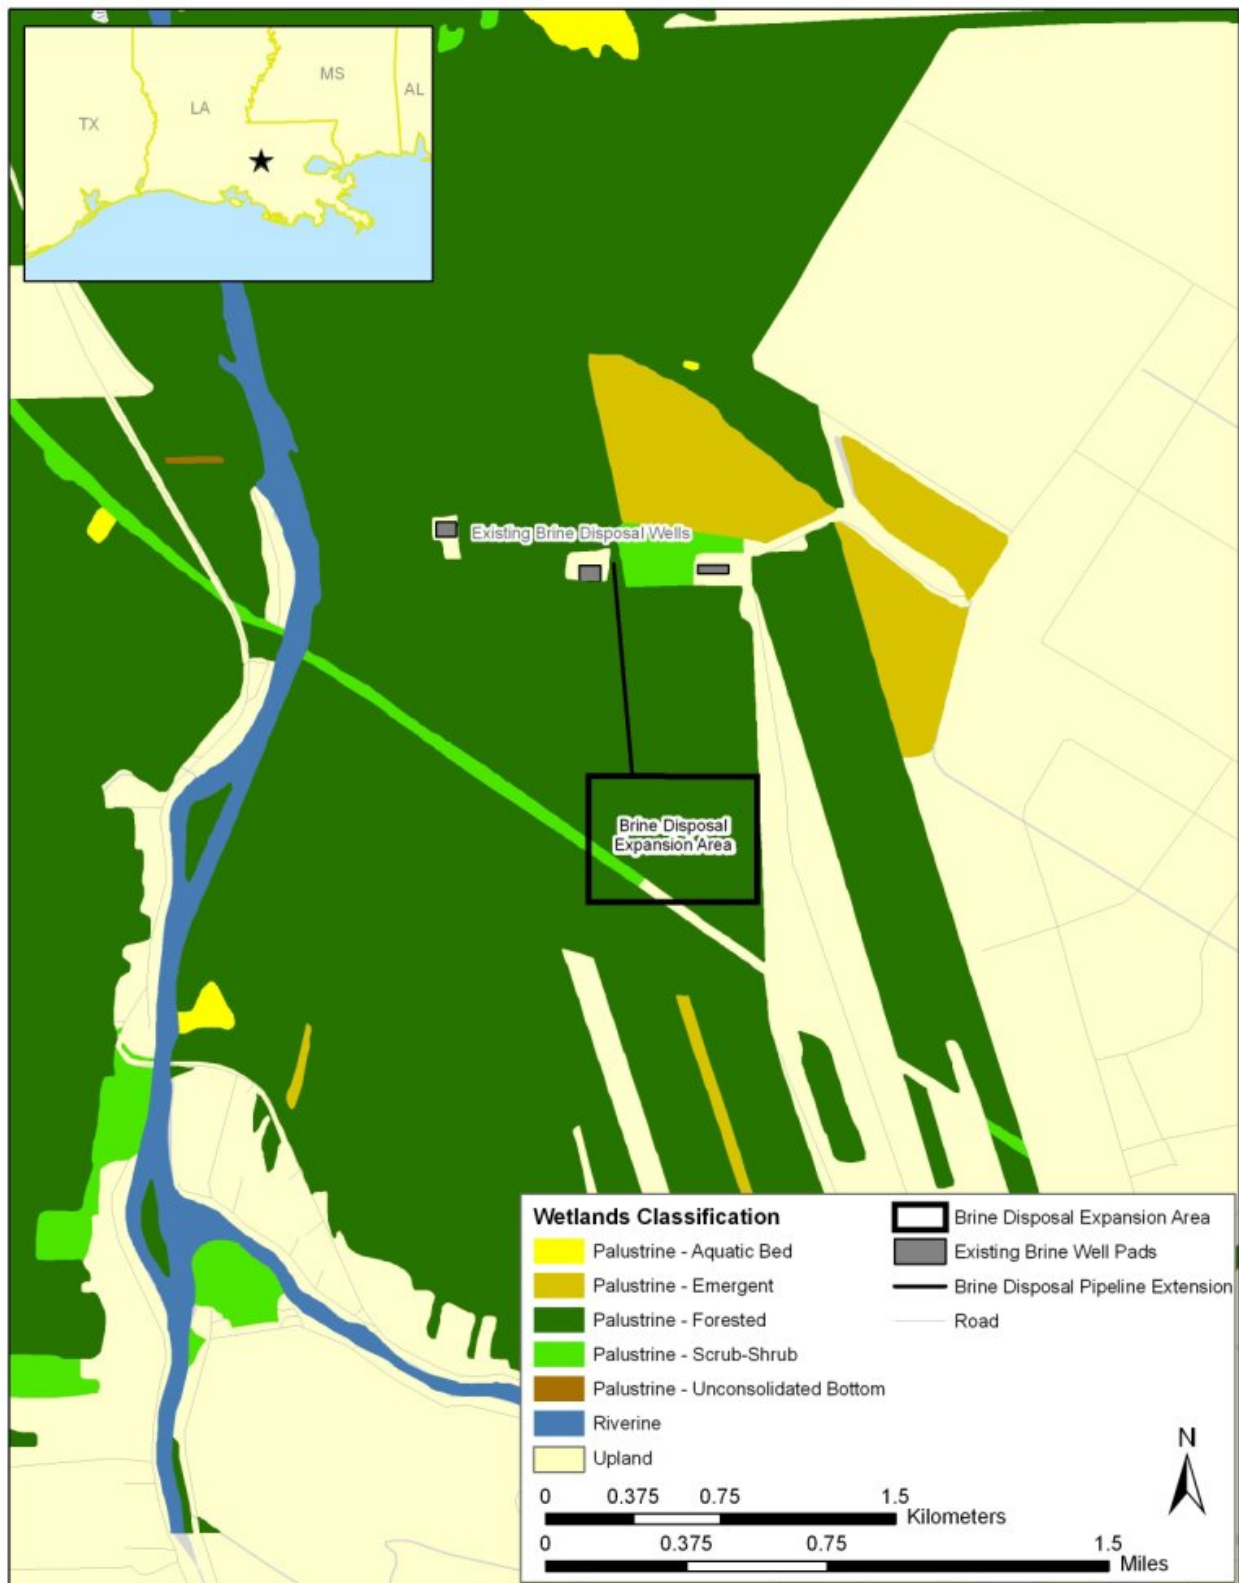 MS
AL
LA
TX
Existing Brine Disposal Wells
Brine Disposal
Expansion Area
Wetlands Classification
Palustrine - Aquatic Bed
Palustrine - Emergent
Palustrine - Forested
Palustrine - Scrub-Shrub
Palustrine - Unconsolidated Bottom
Riverine
Upland
Brine Disposal Expansion Area
Existing Brine Well Pads
Brine Disposal Pipeline Extension
Road
N
0 0.375 0.75 1.5
Kilometers
0 0.375 0.75 1.5
Miles